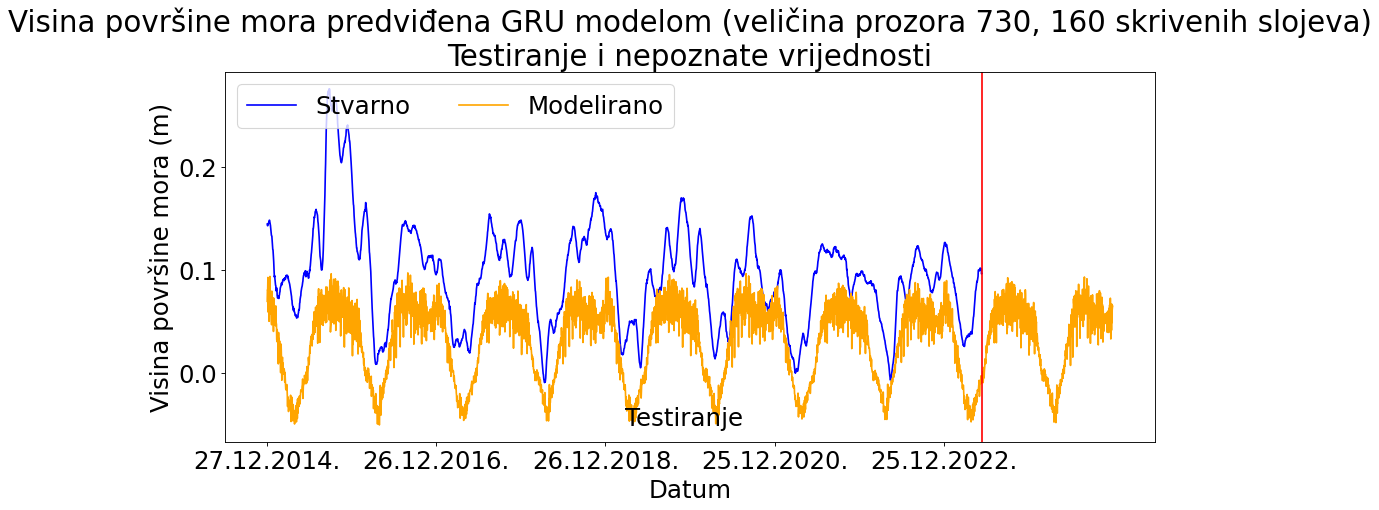 Visina površine mora predviđena GRU modelom (veličina prozora 730, 160 skrivenih slojeva)
Testiranje i nepoznate vrijednosti
Stvarno
Modelirano
Visina površine mora (m)
0.2
0.1
0.0
Testiranje
27.12.2014.
26.12.2016.
26.12.2018.
25.12.2020.
25.12.2022.
Datum